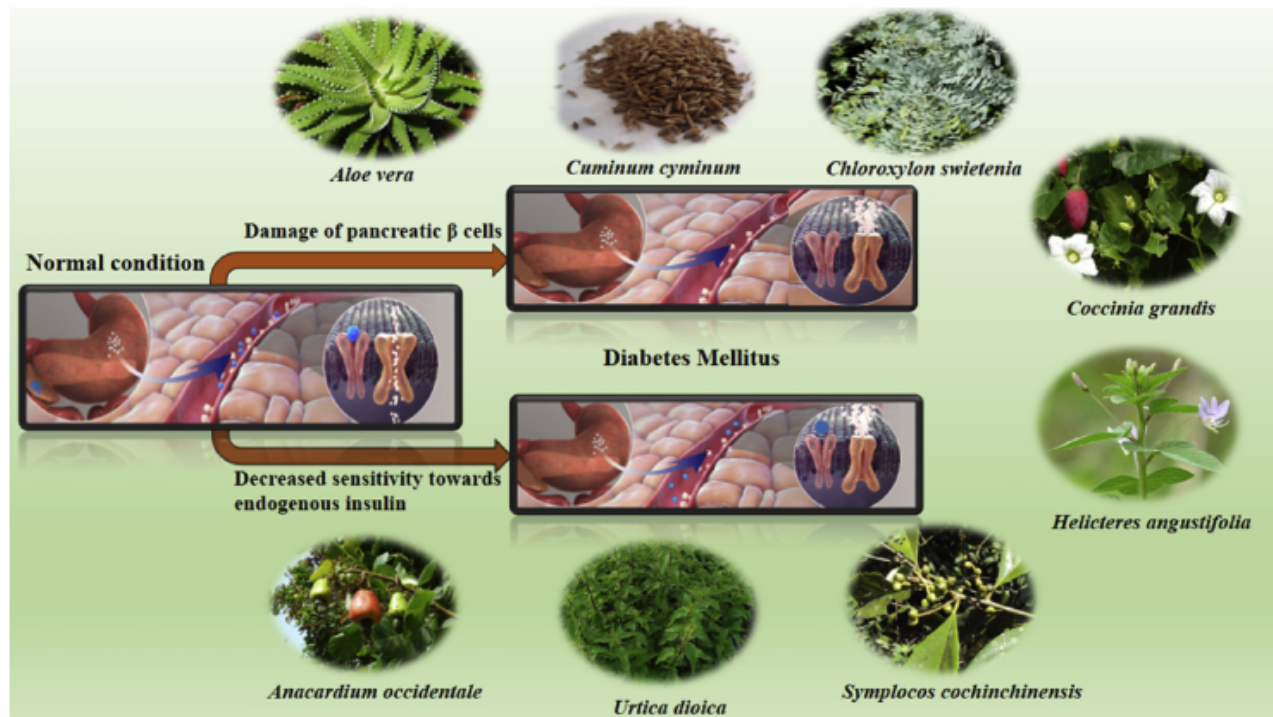 Aloe vera
Cuminum cyminum
Chloroxylon swietenia
Coccinia grandis
Damage of pancreatic β cells
Normal condition
Diabetes Mellitus
Helicteres angustifolia
Decreased sensitivity towards
endogenous insulin
Anacardium occidentale
Urtica dioica
Symplocos cochinchinensis